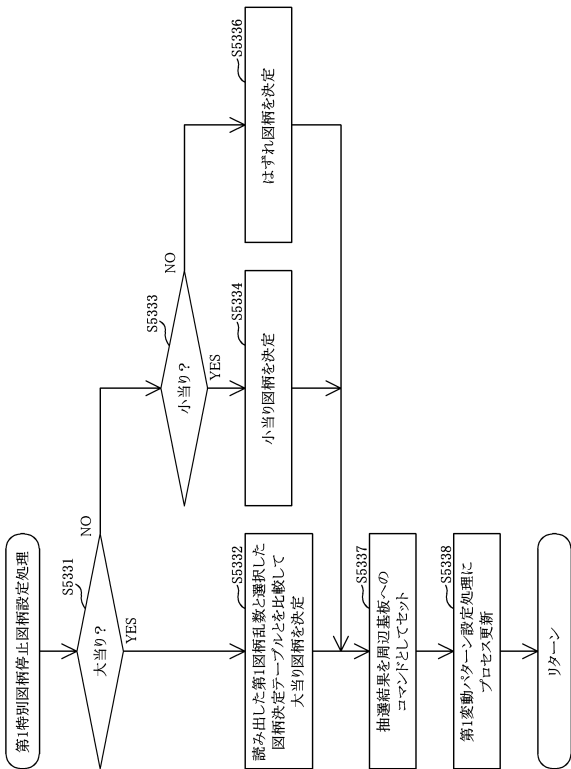 第1特別図柄停止図柄設定処理
S5331
大当り?
NO
YES
S5333
小当り?
NO
YES
S5332
読み出した第1図柄乱数と選択した
図柄決定テーブルとを比較して
大当り図柄を決定
S5334
小当り図柄を決定
S5336
はずれ図柄を決定
S5337
抽選結果を周辺基板への
コマンドとしてセット
S5338
第1変動パターン設定処理に
プロセス更新
リターン